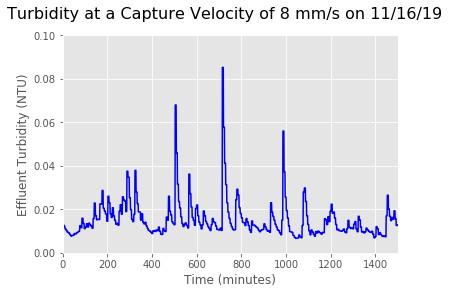 Turbidity at a Capture Velocity of 8 mm/s on 11/16/19
0.10
0.08
0.06
0.04
0.02
0.00
Effluent Turbidity (NTU)
0 200 400 600 800 1000 1200 1400
Time (minutes)